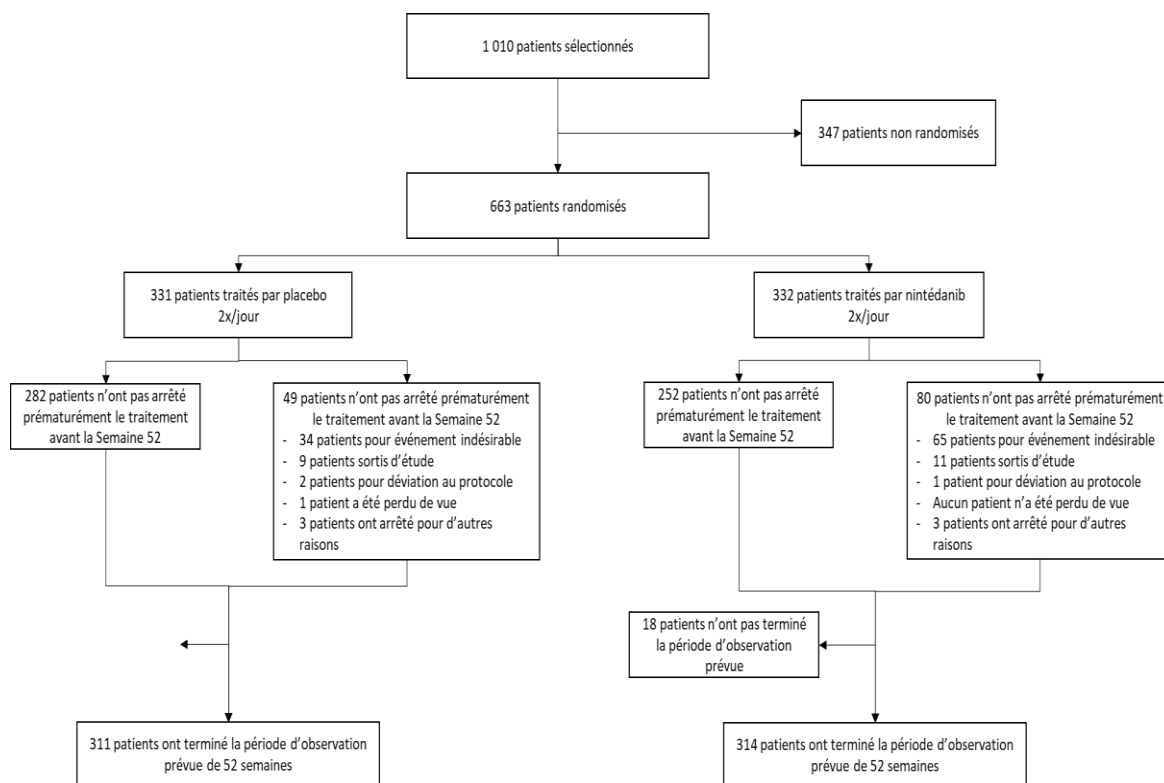 1 010 patients sélectionnés
347 patients non randomisés
663 patients randomisés
331 patients traités par placebo
2x/jour
332 patients traités par nintédanib
2x/jour
282 patients n’ont pas arrêté
prématurément le traitement
avant la Semaine 52
49 patients n’ont pas arrêté prématurément
le traitement avant la Semaine 52
- 34 patients pour événement indésirable
- 9 patients sortis d’étude
- 2 patients pour déviation au protocole
- 1 patient a été perdu de vue
- 3 patients ont arrêté pour d’autres
raisons
252 patients n’ont pas arrêté
prématurément le traitement
avant la Semaine 52
80 patients n’ont pas arrêté prématurément
le traitement avant la Semaine 52
- 65 patients pour événement indésirable
- 11 patients sortis d’étude
- 1 patient pour déviation au protocole
- Aucun patient n’a été perdu de vue
- 3 patients ont arrêté pour d’autres
raisons
18 patients n’ont pas terminé
la période d’observation
prévue
311 patients ont terminé la période d’observation
prévue de 52 semaines
314 patients ont terminé la période d’observation
prévue de 52 semaines